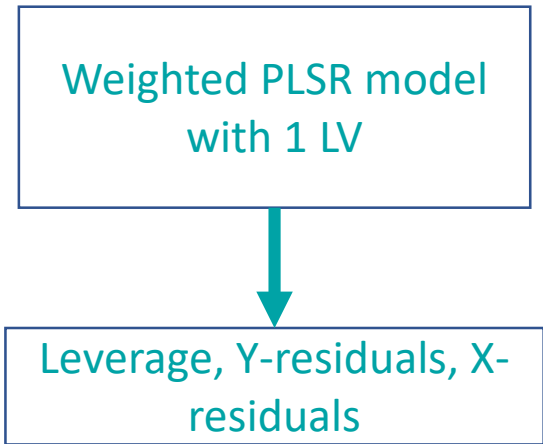 Weighted PLSR model
with 1 LV
Leverage, Y-residuals, X-
residuals